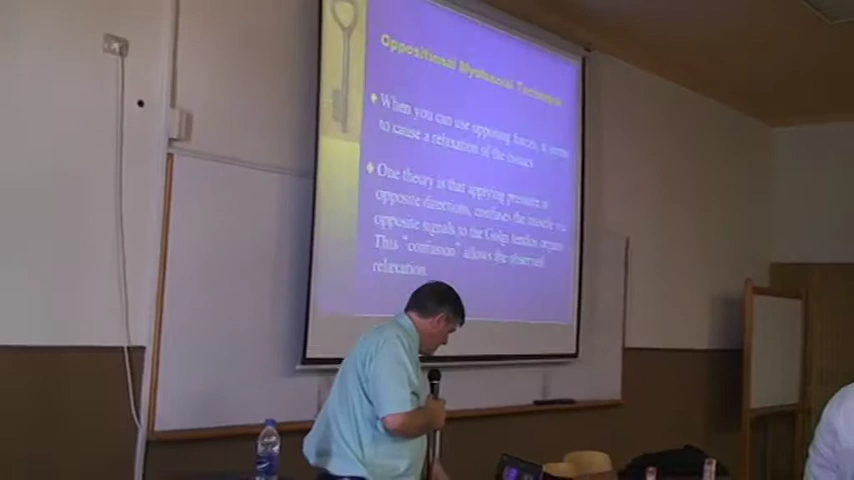 Oppositional Myofascial Technique
When you can use opposing forces, it seems
to cause a relaxation of the tissues
One theory is that applying pressure in
opposite directions, confuses the muscle via
opposite signals to the Golgi tendon organs
This "confusion" allows the observed
relaxation